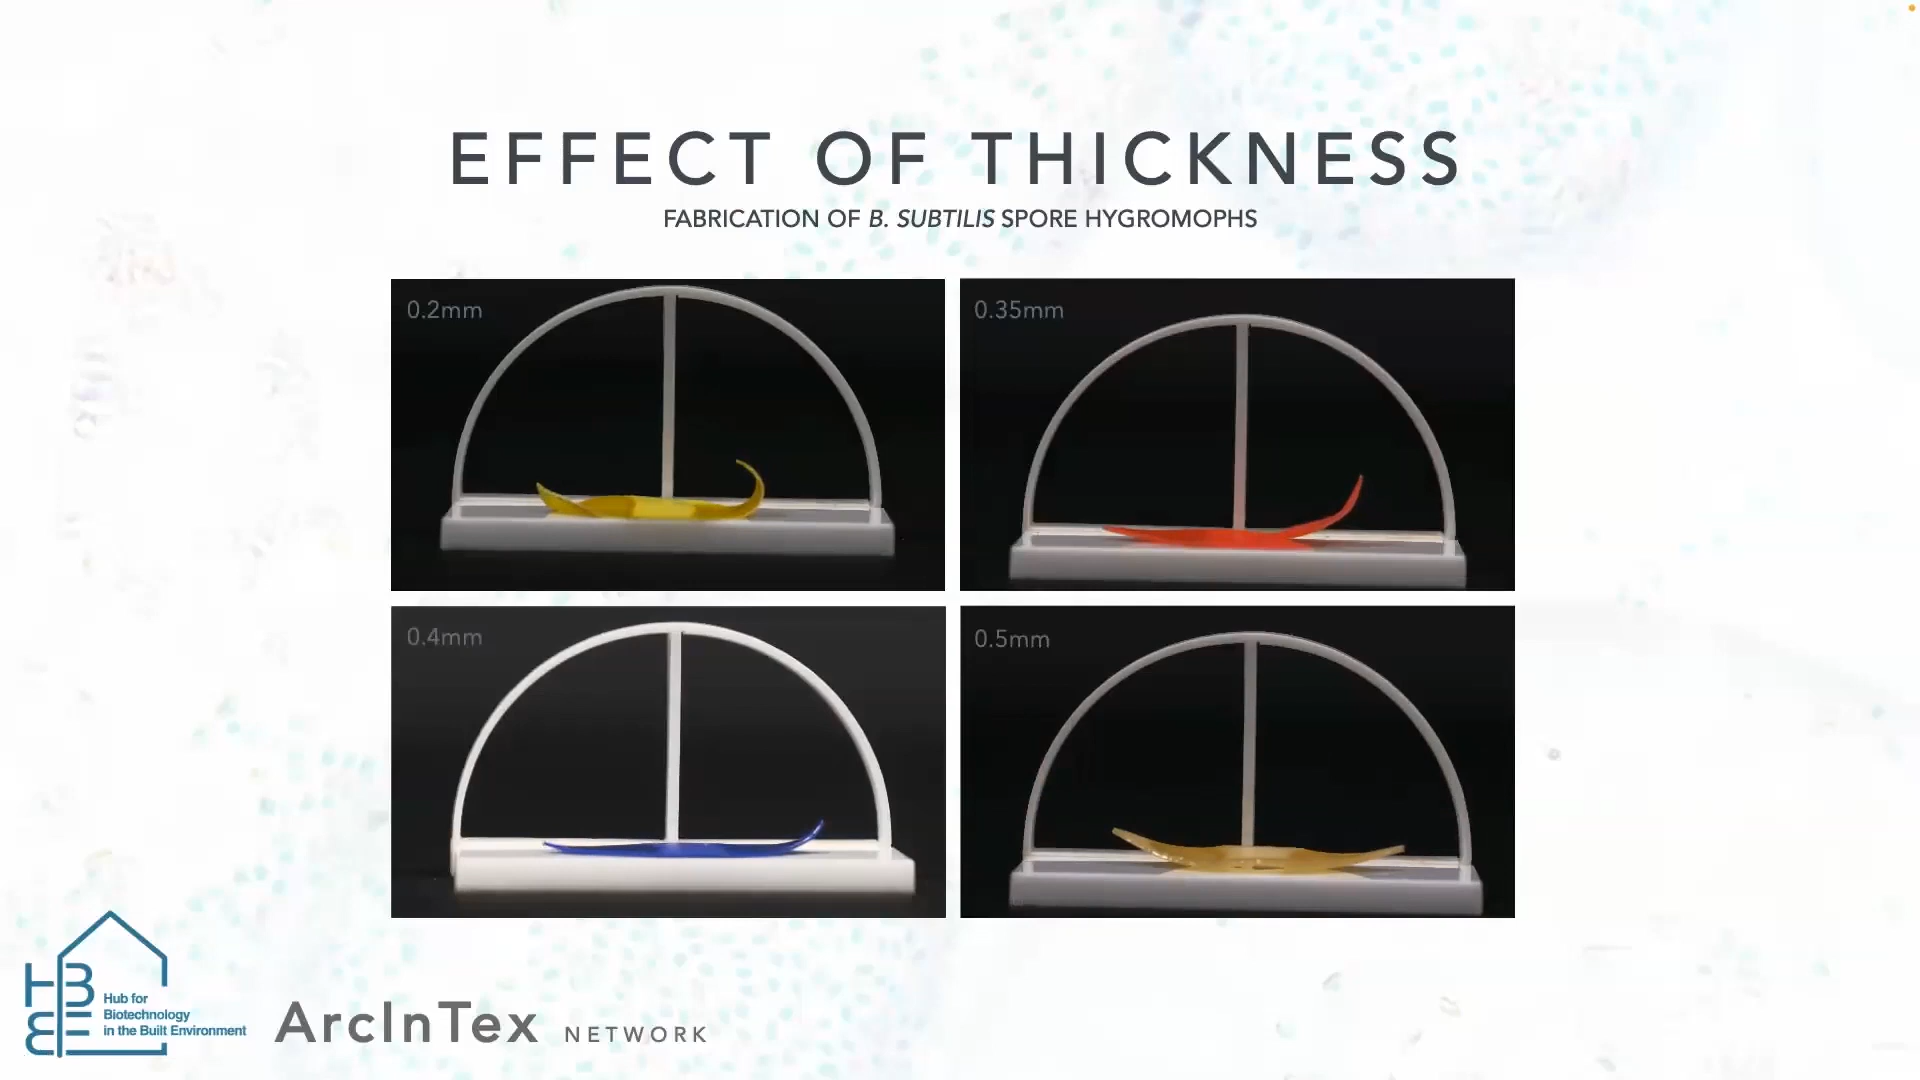 EFFECT OF THICKNESS
FABRICATION OF B. SUBTILIS SPORE HYGROMOPHS
0.2mm
0.35mm
0.4mm
0.5mm
HBBE
Hub for
Biotechnology
in the Built Environment
ArcInTex NETWORK